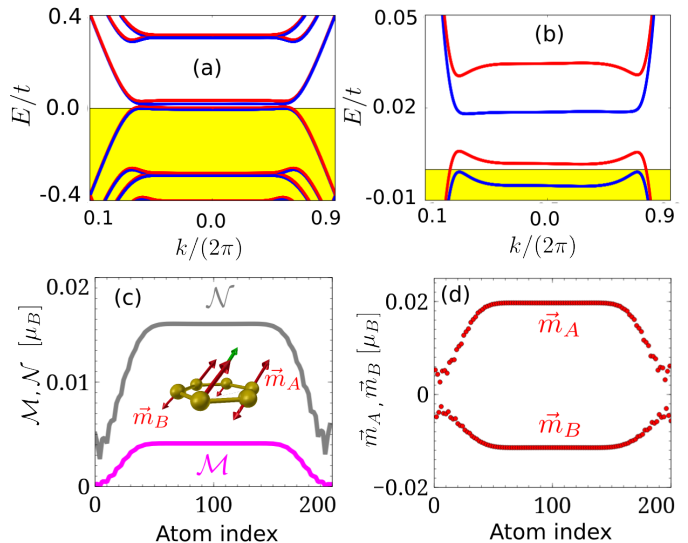 0.4
0.0
-0.4
E/t
(a)
0.1
0.0
0.9
k/(2π)
0.05
0.02
-0.01
E/t
(b)
0.1
0.0
0.9
k/(2π)
0.02
0.01
0
ℳ, 𝒩 [μ_B]
(c)
𝒩
m⃗_A
m⃗_B
ℳ
0
100
200
Atom index
0.02
0
-0.02
m⃗_A, m⃗_B [μ_B]
(d)
m⃗_A
m⃗_B
0
100
200
Atom index